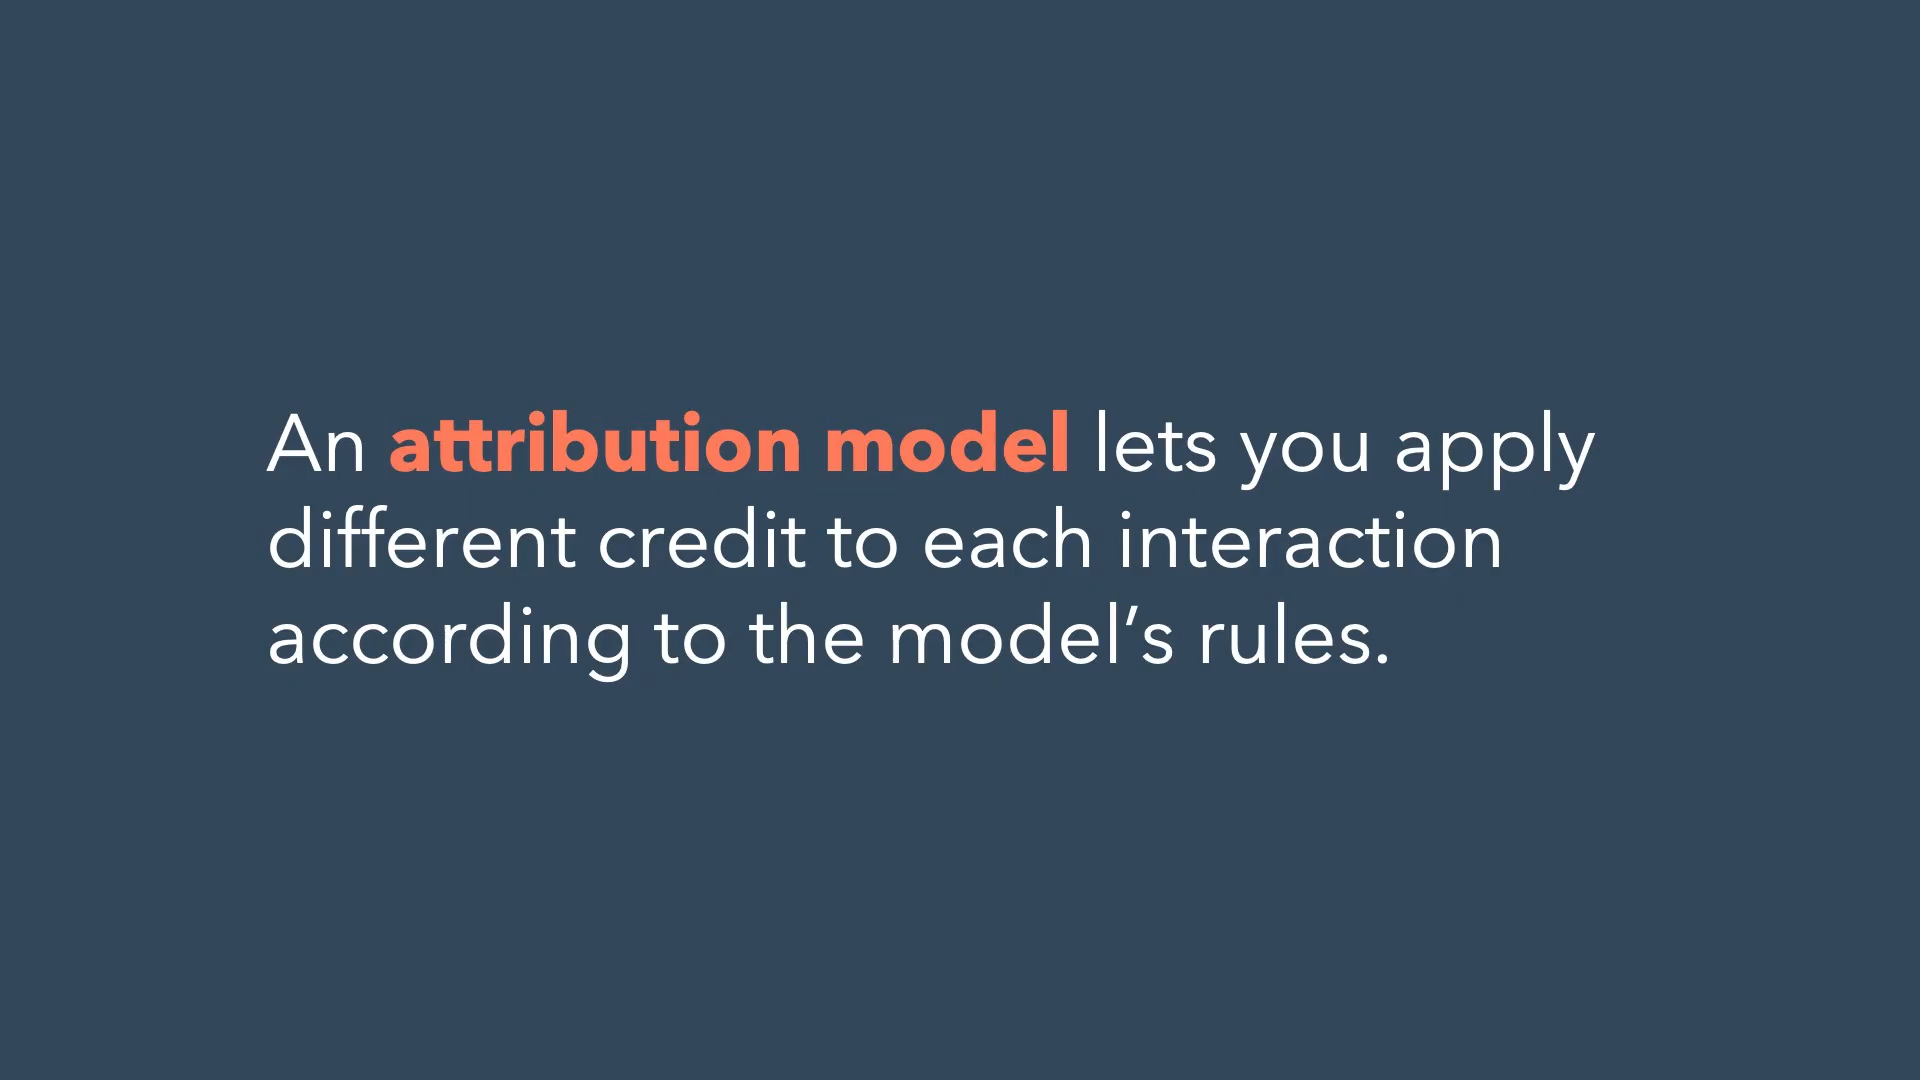 An attribution model lets you apply
different credit to each interaction
according to the model’s rules.